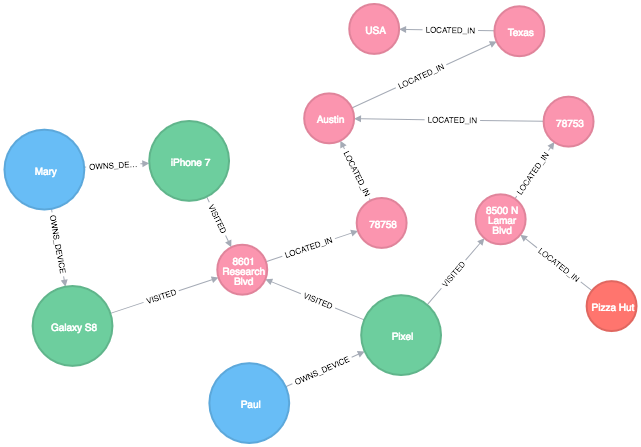 USA
LOCATED_IN
Texas
LOCATED_IN
Austin
LOCATED_IN
78753
Mary
OWNS_DE...
iPhone 7
LOCATED_IN
LOCATED_IN
OWNS_DEVICE
VISITED
78758
8500 N
Lamar
Blvd
LOCATED_IN
8601
Research
Blvd
VISITED
LOCATED_IN
VISITED
VISITED
Galaxy S8
Pixel
Pizza Hut
OWNS_DEVICE
Paul